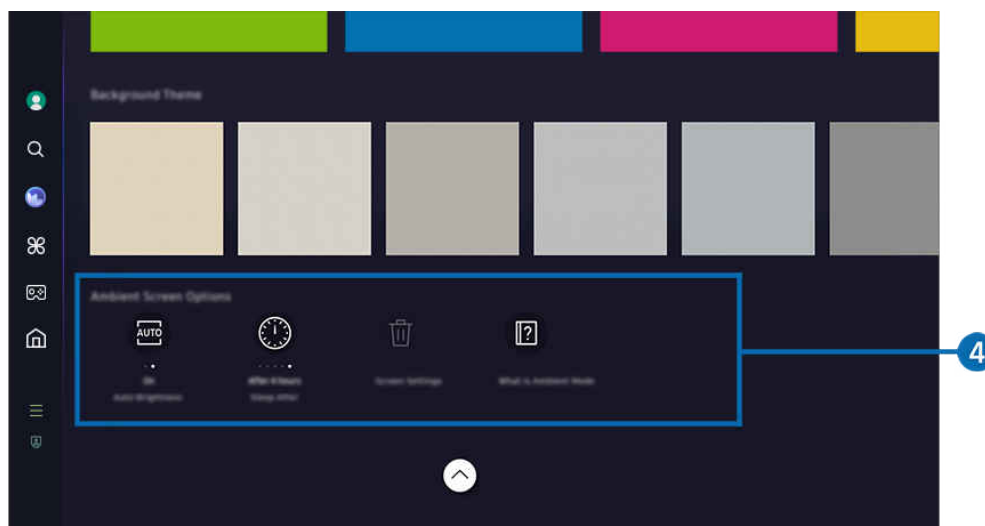 Background Theme
Ambient Screen Options
AUTO
?
On
After 4 hours
Screen Settings
What is Ambient Mode
Auto Brightness
Sleep After
4